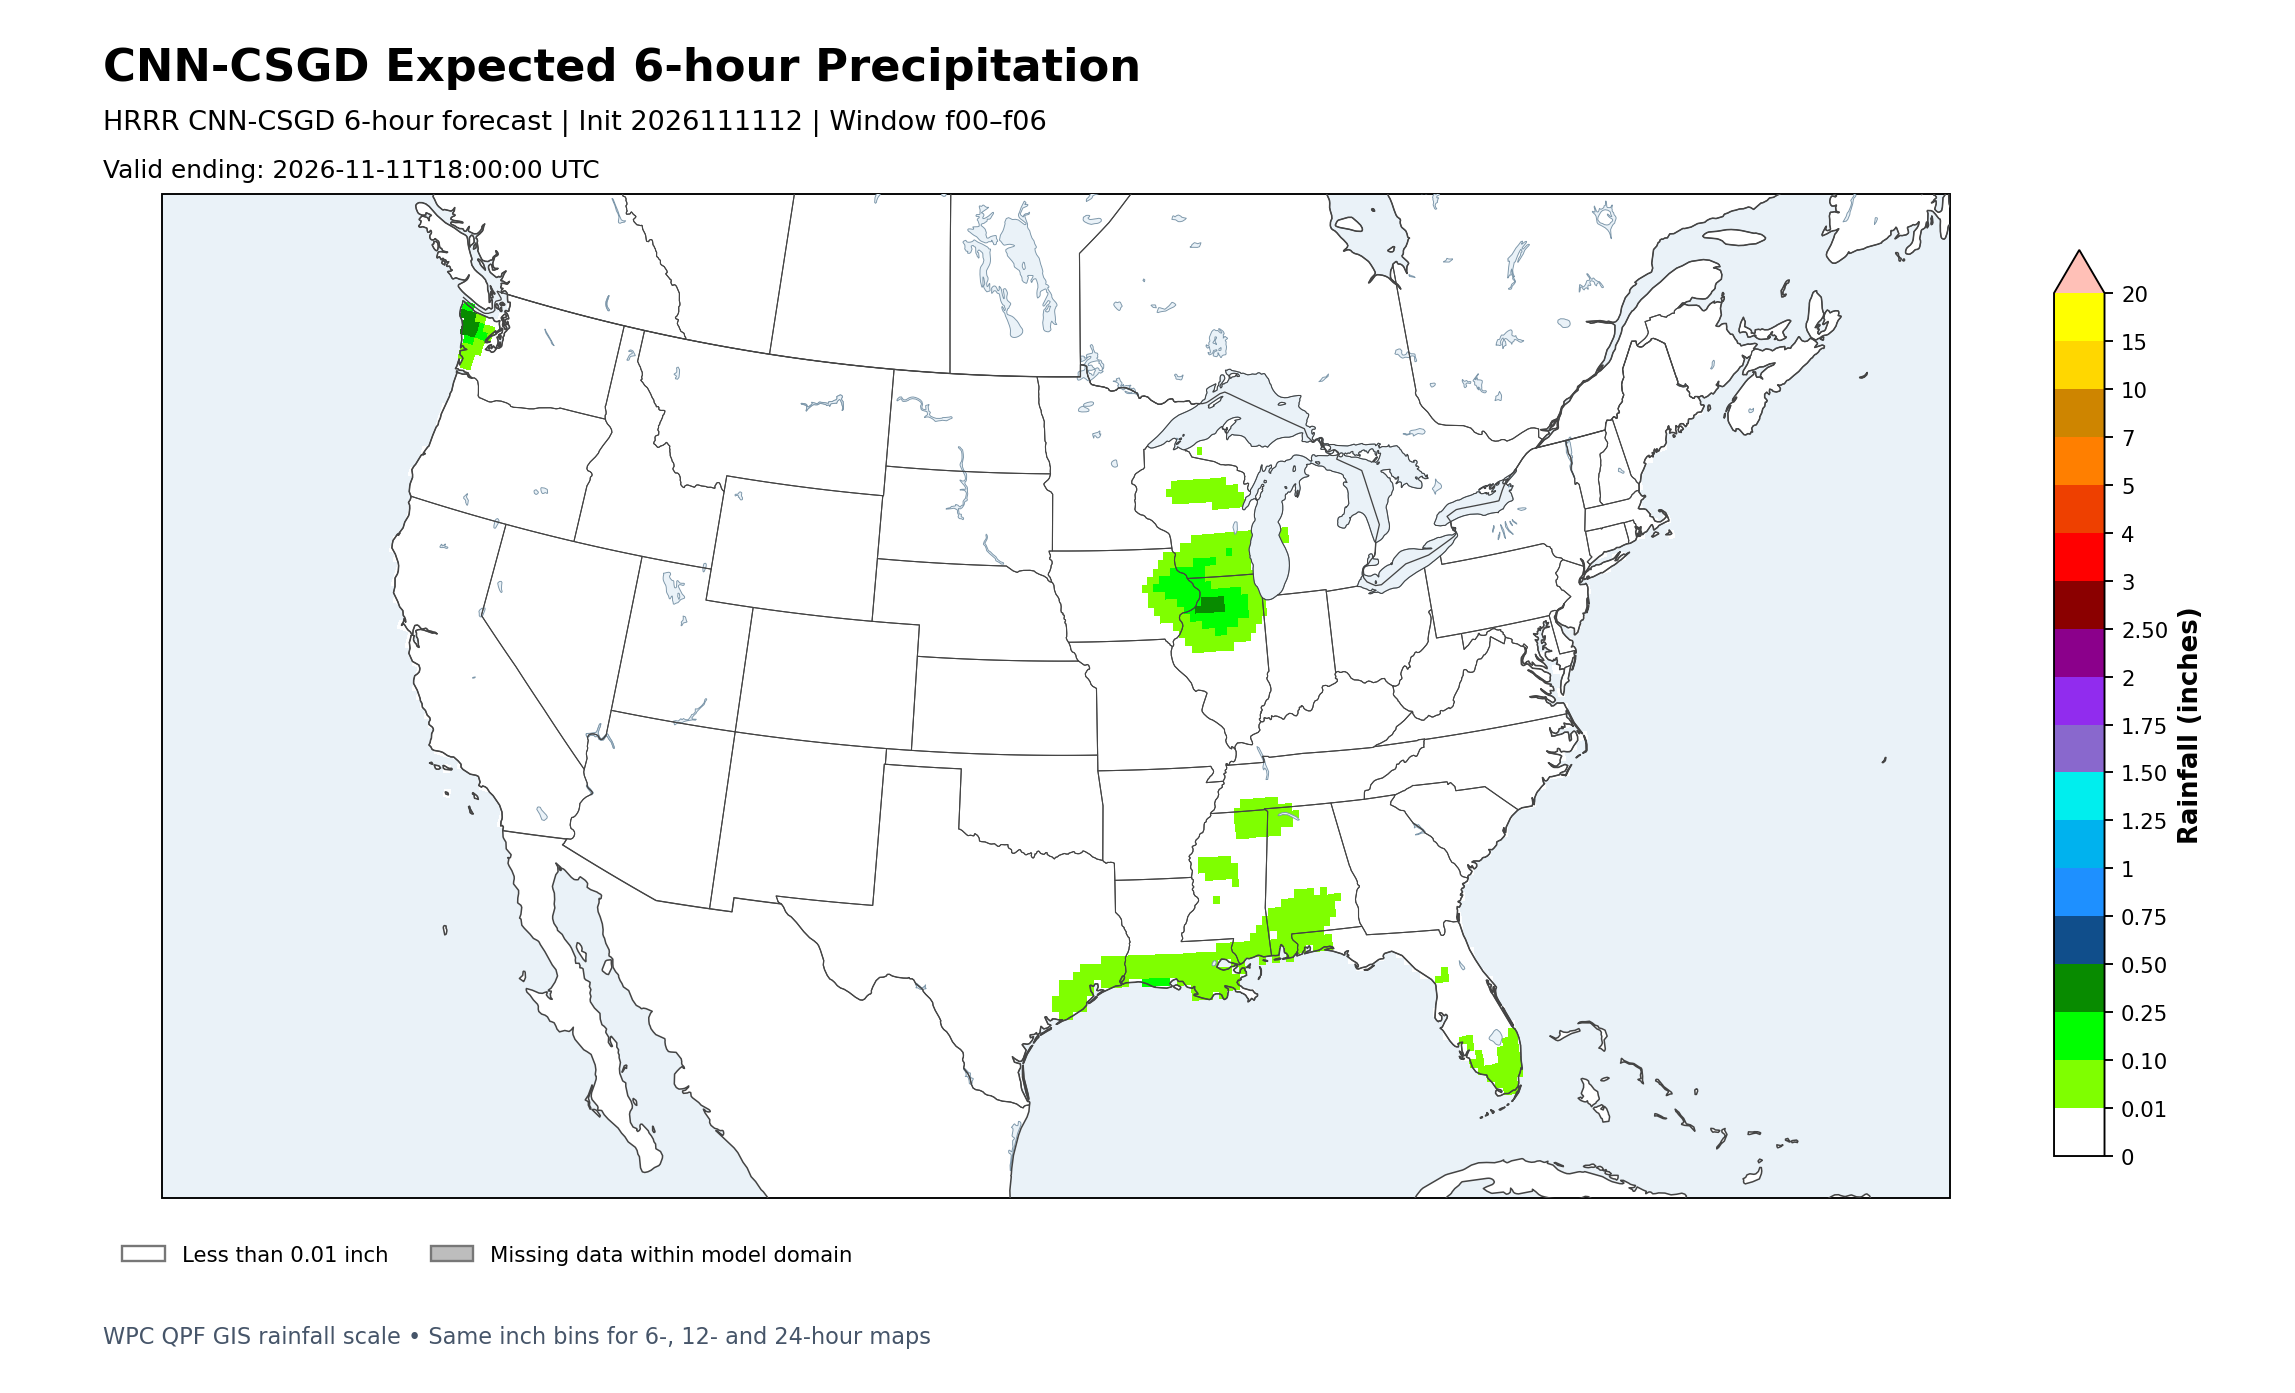 CNN-CSGD Expected 6-hour Precipitation
HRRR CNN-CSGD 6-hour forecast | Init 2026111112 | Window f00–f06
Valid ending: 2026-11-11T18:00:00 UTC
20
15
10
7
5
4
3
2.50
2
1.75
1.50
1.25
1
0.75
0.50
0.25
0.10
0.01
0
Rainfall (inches)
Less than 0.01 inch
Missing data within model domain
WPC QPF GIS rainfall scale • Same inch bins for 6-, 12- and 24-hour maps